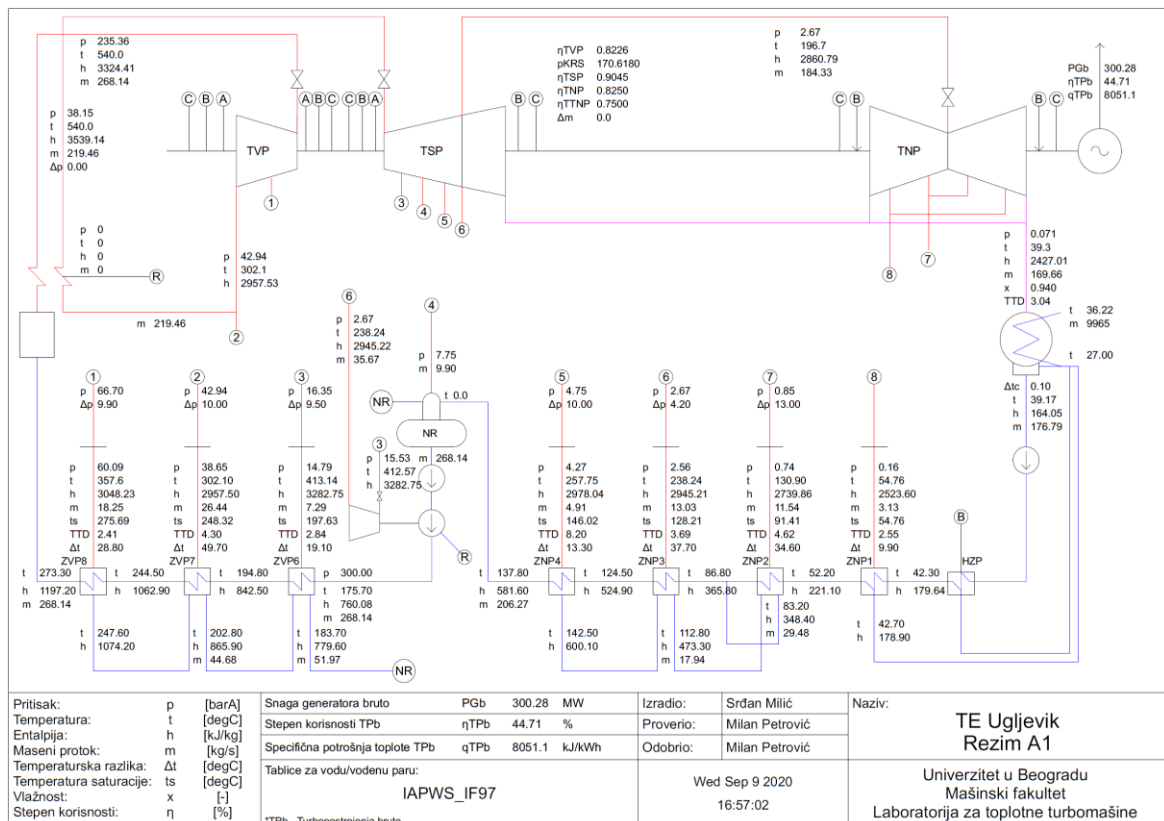 p 235.36
t 540.0
h 3324.41
m 268.14
p 38.15
t 540.0
h 3539.14
m 219.46
Δp 0.00
p 0
t 0
h 0
m 0
R
m 219.46
p 42.94
t 302.1
h 2957.53
C B A
TVP
A B C C B A
TSP
1
2
3
4
5
6
ηTVP 0.8226
pKRS 170.6180
ηTSP 0.9045
ηTNP 0.8250
ηTTNP 0.7500
Δm 0.0
B C
p 2.67
t 196.7
h 2860.79
m 184.33
C B
TNP
B C
8
7
PGb 300.28
ηTPb 44.71
qTPb 8051.1
p 0.071
t 39.3
h 2427.01
m 169.66
x 0.940
TTD 3.04
t 36.22
m 9965
t 27.00
Δtc 0.10
t 39.17
h 164.05
m 176.79
6
p 2.67
t 238.24
h 2945.22
m 35.67
4
p 7.75
m 9.90
t 0.0
NR
NR
m 268.14
3
p 15.53
t 412.57
h 3282.75
R
1
p 66.70
Δp 9.90
p 60.09
t 357.6
h 3048.23
m 18.25
ts 275.69
TTD 2.41
Δt 28.80
ZVP8
2
p 42.94
Δp 10.00
p 38.65
t 302.10
h 2957.50
m 26.44
ts 248.32
TTD 4.30
Δt 49.70
ZVP7
3
p 16.35
Δp 9.50
p 14.79
t 413.14
h 3282.75
m 7.29
ts 197.63
TTD 2.84
Δt 19.10
ZVP6
5
p 4.75
Δp 10.00
p 4.27
t 257.75
h 2978.04
m 4.91
ts 146.02
TTD 8.20
Δt 13.30
ZNP4
6
p 2.67
Δp 4.20
p 2.56
t 238.24
h 2945.21
m 13.03
ts 128.21
TTD 3.69
Δt 37.70
ZNP3
7
p 0.85
Δp 13.00
p 0.74
t 130.90
h 2739.86
m 11.54
ts 91.41
TTD 4.62
Δt 34.60
ZNP2
8
p 0.16
t 54.76
h 2523.60
m 3.13
ts 54.76
TTD 2.55
Δt 9.90
ZNP1
B
HZP
t 273.30
h 1197.20
m 268.14
t 244.50
h 1062.90
t 194.80
h 842.50
p 300.00
t 175.70
h 760.08
m 268.14
t 137.80
h 581.60
m 206.27
t 124.50
h 524.90
t 86.80
h 365.80
t 52.20
h 221.10
t 42.30
h 179.64
t 247.60
h 1074.20
t 202.80
h 865.90
m 44.68
t 183.70
h 779.60
m 51.97
NR
t 142.50
h 600.10
t 112.80
h 473.30
m 17.94
t 83.20
h 348.40
m 29.48
t 42.70
h 178.90
Pritisak: p [barA]
Temperatura: t [degC]
Entalpija: h [kJ/kg]
Maseni protok: m [kg/s]
Temperaturska razlika: Δt [degC]
Temperatura saturacije: ts [degC]
Vlažnost: x [-]
Stepen korisnosti: η [%]
Snaga generatora bruto PGb 300.28 MW
Stepen korisnosti TPb ηTPb 44.71 %
Specifična potrošnja toplote TPb qTPb 8051.1 kJ/kWh
Tablice za vodu/vodenu paru:
IAPWS_IF97
*TPb - Turbopostrojenja bruto
Izradio: Srđan Milić
Proverio: Milan Petrović
Odobrio: Milan Petrović
Wed Sep 9 2020
16:57:02
Naziv:
TE Ugljevik
Rezim A1
Univerzitet u Beogradu
Mašinski fakultet
Laboratorija za toplotne turbomašine